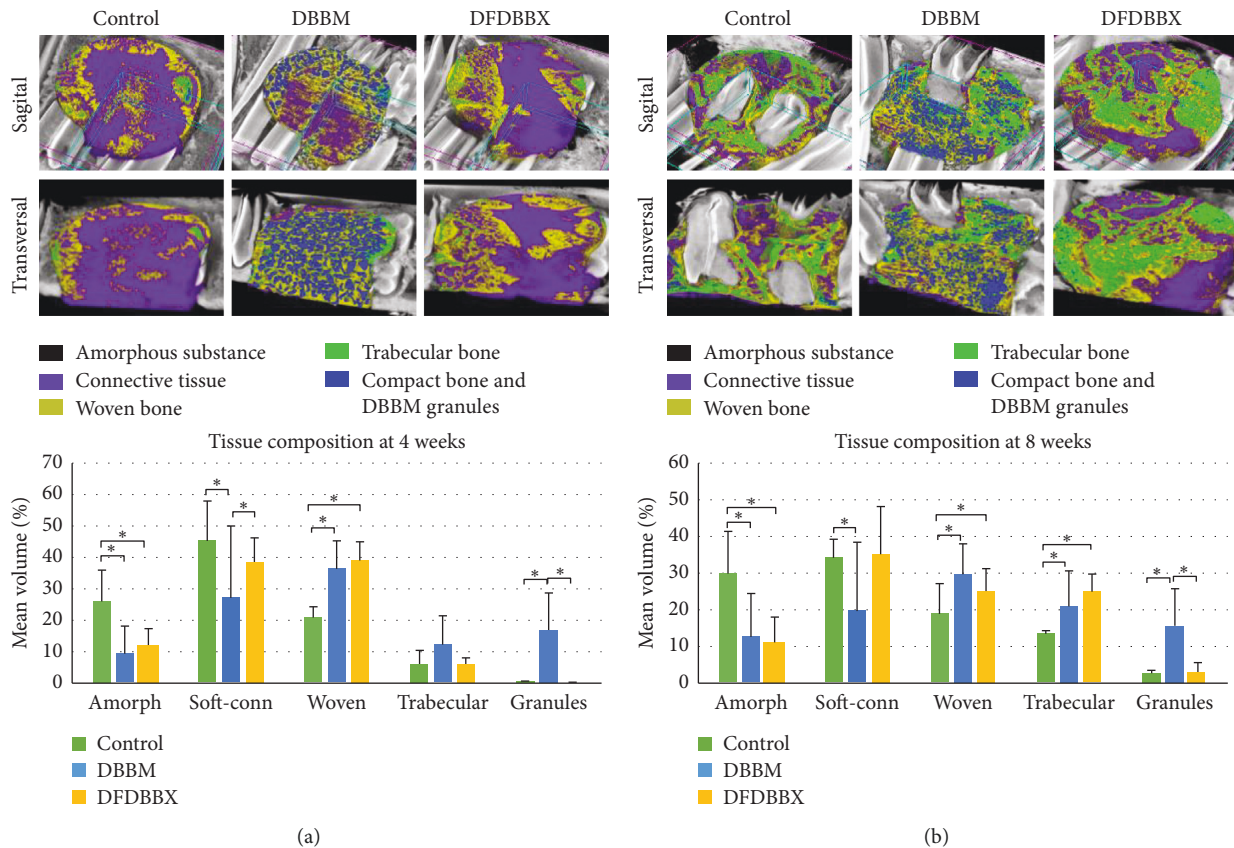 Control DBBM DFDBBX
Sagital
Transversal
Amorphous substance
Connective tissue
Woven bone
Trabecular bone
Compact bone and
DBBM granules
Tissue composition at 4 weeks
Mean volume (%)
70
60
50
40
30
20
10
0
* * * * * * * *
Amorph Soft-conn Woven Trabecular Granules
Control
DBBM
DFDBBX
(a)
Control DBBM DFDBBX
Sagital
Transversal
Amorphous substance
Connective tissue
Woven bone
Trabecular bone
Compact bone and
DBBM granules
Tissue composition at 8 weeks
Mean volume (%)
60
50
40
30
20
10
0
* * * * * * * * *
Amorph Soft-conn Woven Trabecular Granules
Control
DBBM
DFDBBX
(b)